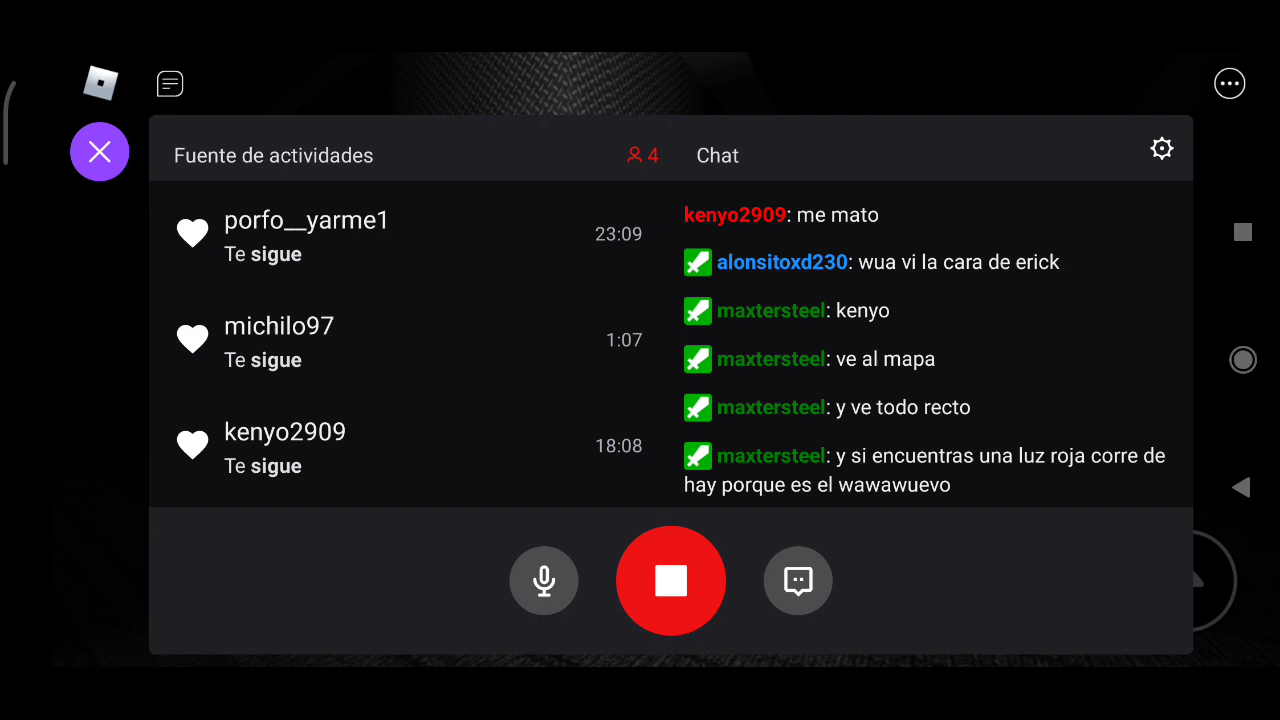 Fuente de actividades
4
Chat
porfo__yarme1
Te sigue
23:09
michilo97
Te sigue
1:07
kenyo2909
Te sigue
18:08
kenyo2909: me mato
alonsitoxd230: wua vi la cara de erick
maxtersteel: kenyo
maxtersteel: ve al mapa
maxtersteel: y ve todo recto
maxtersteel: y si encuentras una luz roja corre de
hay porque es el wawawuevo